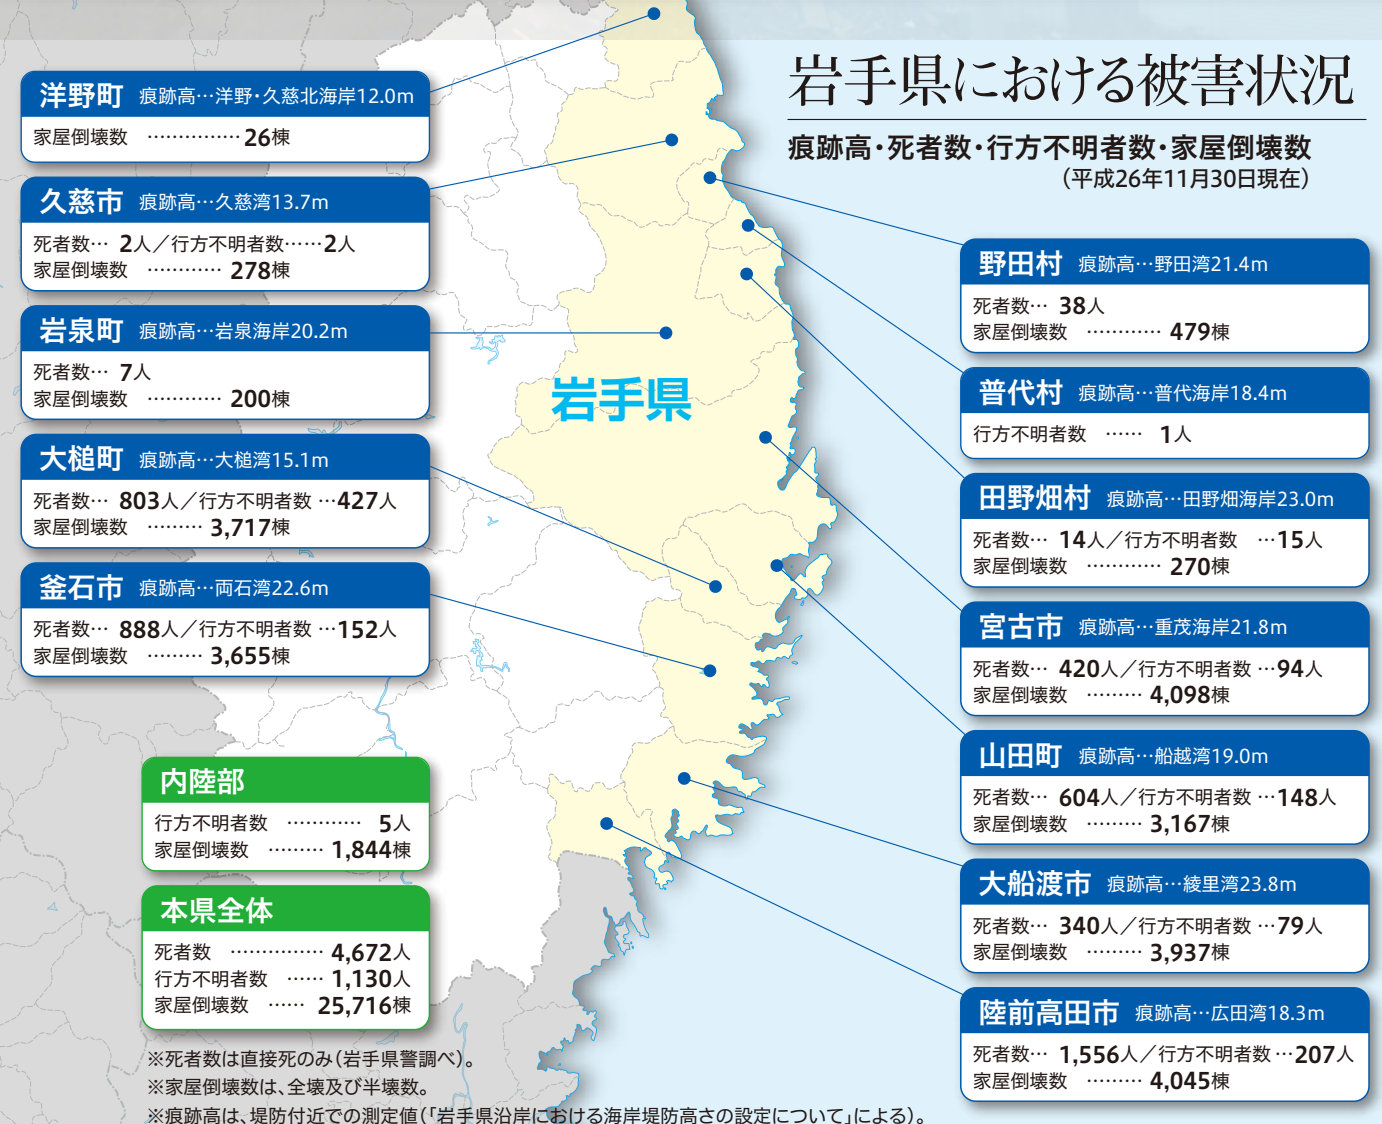 岩手県における被害状況
痕跡高・死者数・行方不明者数・家屋倒壊数
（平成26年11月30日現在）
洋野町 痕跡高…洋野・久慈北海岸12.0m
家屋倒壊数 ……………26棟
久慈市 痕跡高…久慈湾13.7m
死者数… 2人／行方不明者数……2人
家屋倒壊数 ………… 278棟
岩泉町 痕跡高…岩泉海岸20.2m
死者数… 7人
家屋倒壊数 ………… 200棟
大槌町 痕跡高…大槌湾15.1m
死者数… 803人／行方不明者数 …427人
家屋倒壊数 ……… 3,717棟
釜石市 痕跡高…両石湾22.6m
死者数… 888人／行方不明者数 …152人
家屋倒壊数 ……… 3,655棟
内陸部
行方不明者数 ………… 5人
家屋倒壊数 ……… 1,844棟
本県全体
死者数 …………… 4,672人
行方不明者数 …… 1,130人
家屋倒壊数 …… 25,716棟
岩手県
野田村 痕跡高…野田湾21.4m
死者数… 38人
家屋倒壊数 ………… 479棟
普代村 痕跡高…普代海岸18.4m
行方不明者数 …… 1人
田野畑村 痕跡高…田野畑海岸23.0m
死者数… 14人／行方不明者数 …15人
家屋倒壊数 ………… 270棟
宮古市 痕跡高…重茂海岸21.8m
死者数… 420人／行方不明者数 …94人
家屋倒壊数 ……… 4,098棟
山田町 痕跡高…船越湾19.0m
死者数… 604人／行方不明者数 …148人
家屋倒壊数 ……… 3,167棟
大船渡市 痕跡高…綾里湾23.8m
死者数… 340人／行方不明者数 …79人
家屋倒壊数 ……… 3,937棟
陸前高田市 痕跡高…広田湾18.3m
死者数… 1,556人／行方不明者数 …207人
家屋倒壊数 ……… 4,045棟
※死者数は直接死のみ（岩手県警調べ）。
※家屋倒壊数は、全壊及び半壊数。
※痕跡高は、堤防付近での測定値（「岩手県沿岸における海岸堤防高さの設定について」による）。